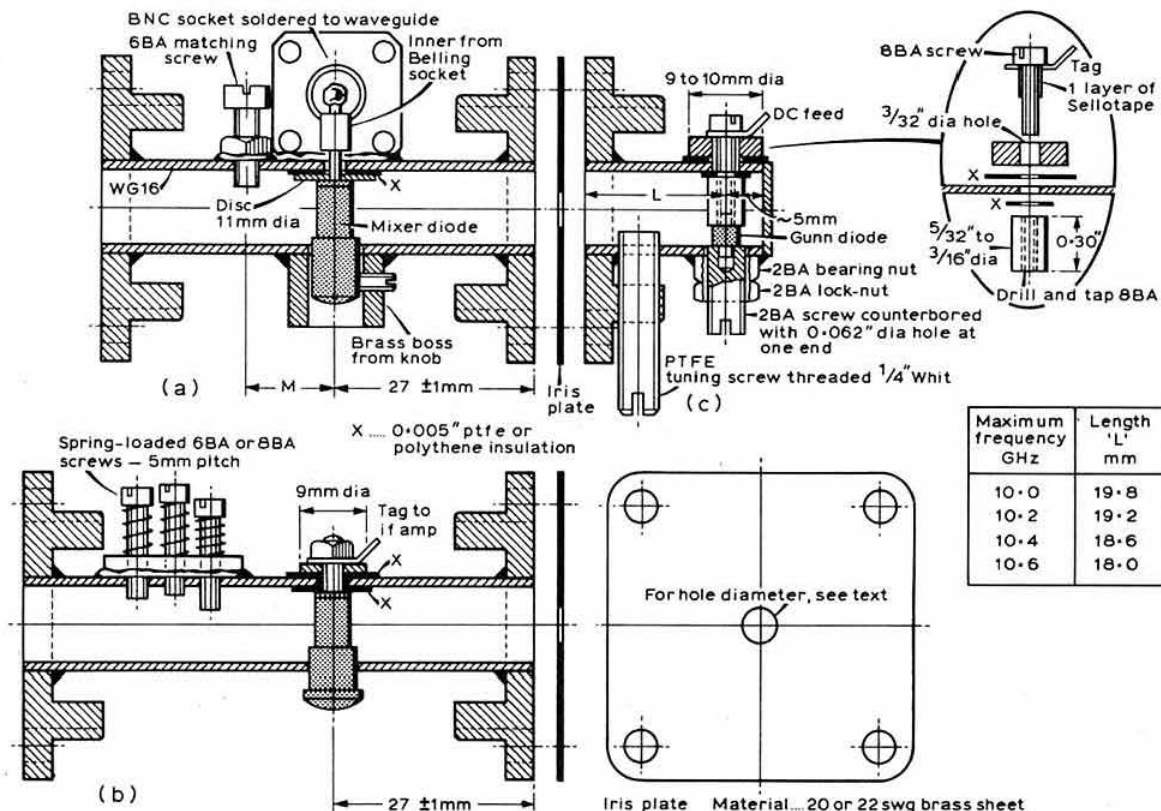 BNC socket soldered to waveguide
6BA matching
screw
Inner from
Belling
socket
WG16
Disc
11mm dia
X
Mixer diode
Brass boss
from knob
(a)
M
27 ±1mm
Iris
plate
9 to 10mm dia
DC feed
L
~5mm
Gunn diode
2BA bearing nut
2BA lock-nut
2BA screw counterbored
with 0·062" dia hole at
one end
PTFE
tuning screw threaded 1/4" Whit
(c)
8BA screw
Tag
1 layer of
Sellotape
3/32" dia hole
X
X
5/32" to
3/16" dia
0·30"
Drill and tap 8BA
X .... 0·005" ptfe or
polythene insulation
Spring-loaded 6BA or 8BA
screws – 5mm pitch
9mm dia
Tag to
if amp
X
X
(b)
27 ±1mm
For hole diameter, see text
Iris plate Material.... 20 or 22 swg brass sheet
Maximum frequency GHz Length 'L' mm
10·0 19·8
10·2 19·2
10·4 18·6
10·6 18·0